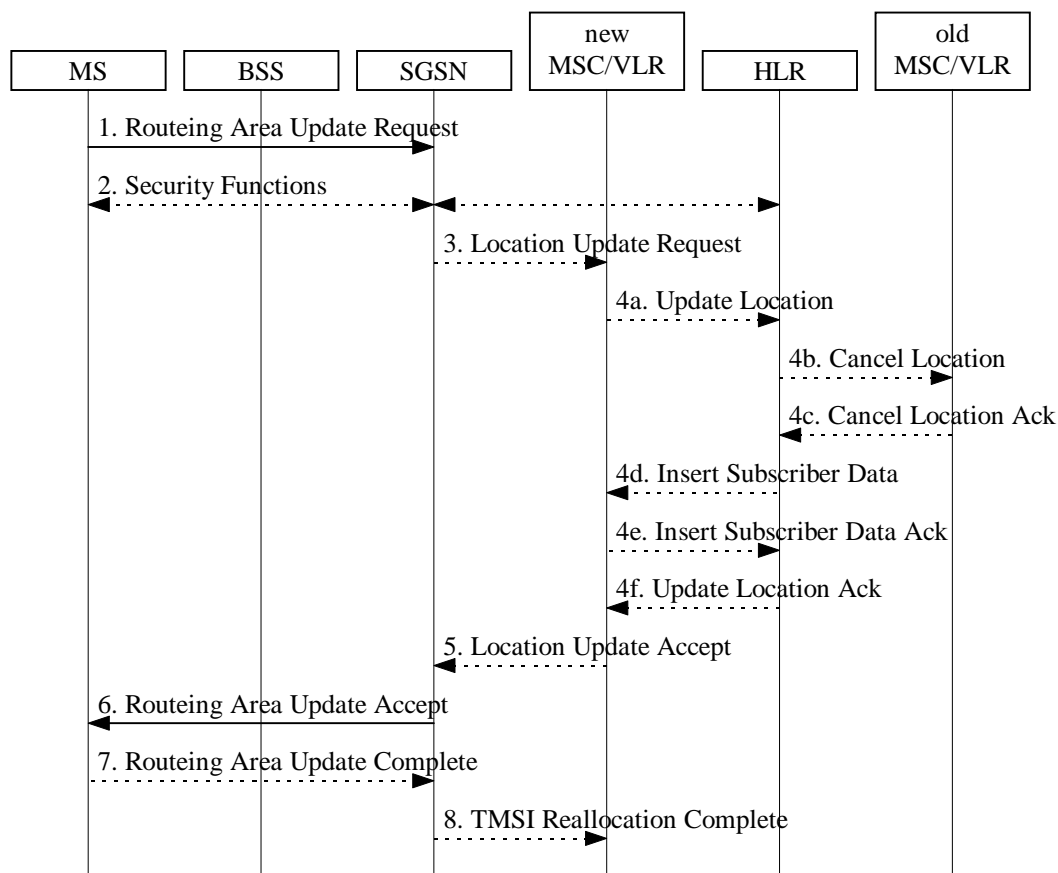 new
old
MS
BSS
SGSN
MSC/VLR
HLR
MSC/VLR
1. Routeing Area Update Request
2. Security Functions
3. Location Update Request
4a. Update Location
4b. Cancel Location
4c. Cancel Location Ack
4d. Insert Subscriber Data
4e. Insert Subscriber Data Ack
4f. Update Location Ack
5. Location Update Accept
6. Routeing Area Update Accept
7. Routeing Area Update Complete
8. TMSI Reallocation Complete